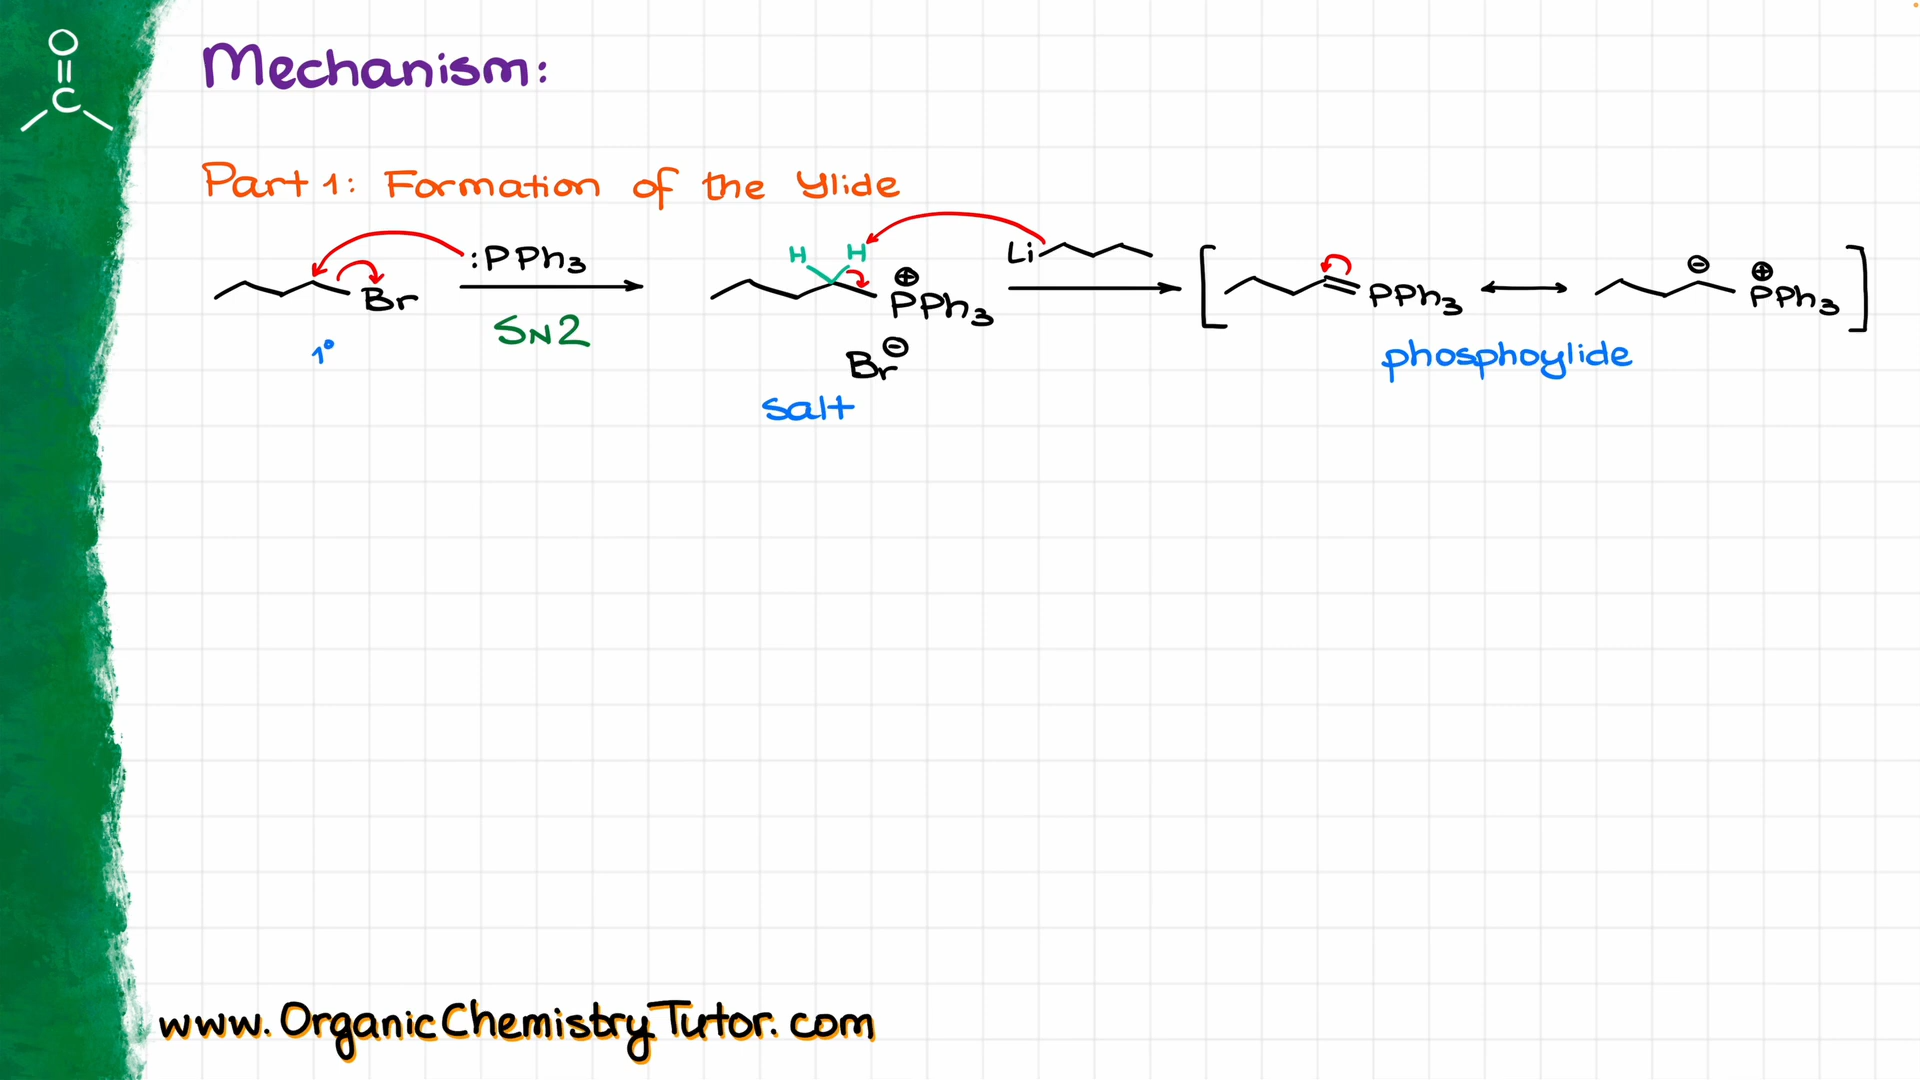 O
C
Mechanism:
Part 1: Formation of the Ylide
Br
1°
:PPh3
SN2
H H
⊕
PPh3
Br⊖
salt
Li
PPh3
⊖ ⊕
PPh3
phosphoylide
www.OrganicChemistryTutor.com